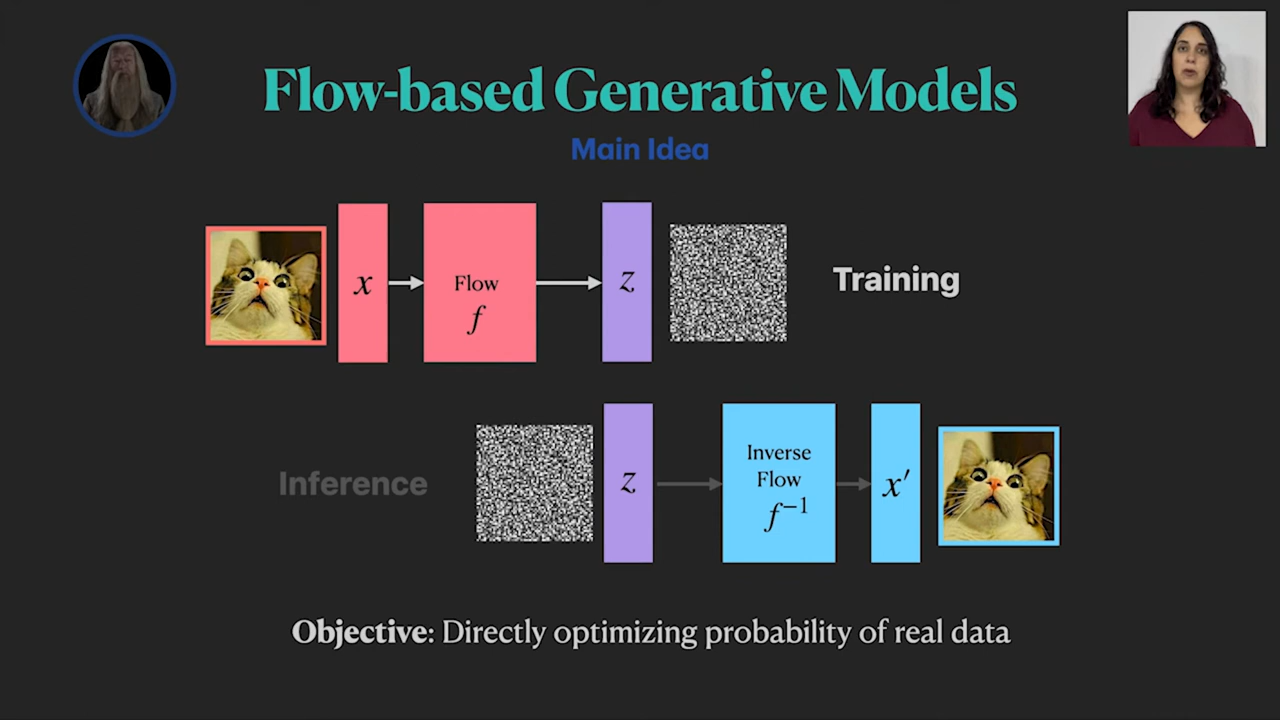 Flow-based Generative Models
Main Idea
x
Flow
f
z
Training
Inference
z
Inverse
Flow
f⁻¹
x′
Objective: Directly optimizing probability of real data